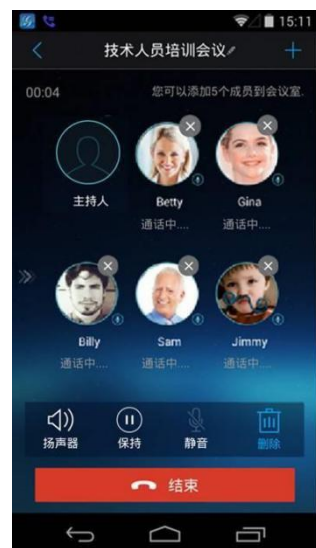 15:11
技术人员培训会议
00:04
您可以添加5个成员到会议室.
主持人
Betty
Gina
通话中....
通话中....
Billy
Sam
Jimmy
通话中....
通话中....
通话中....
扬声器
保持
静音
删除
结束